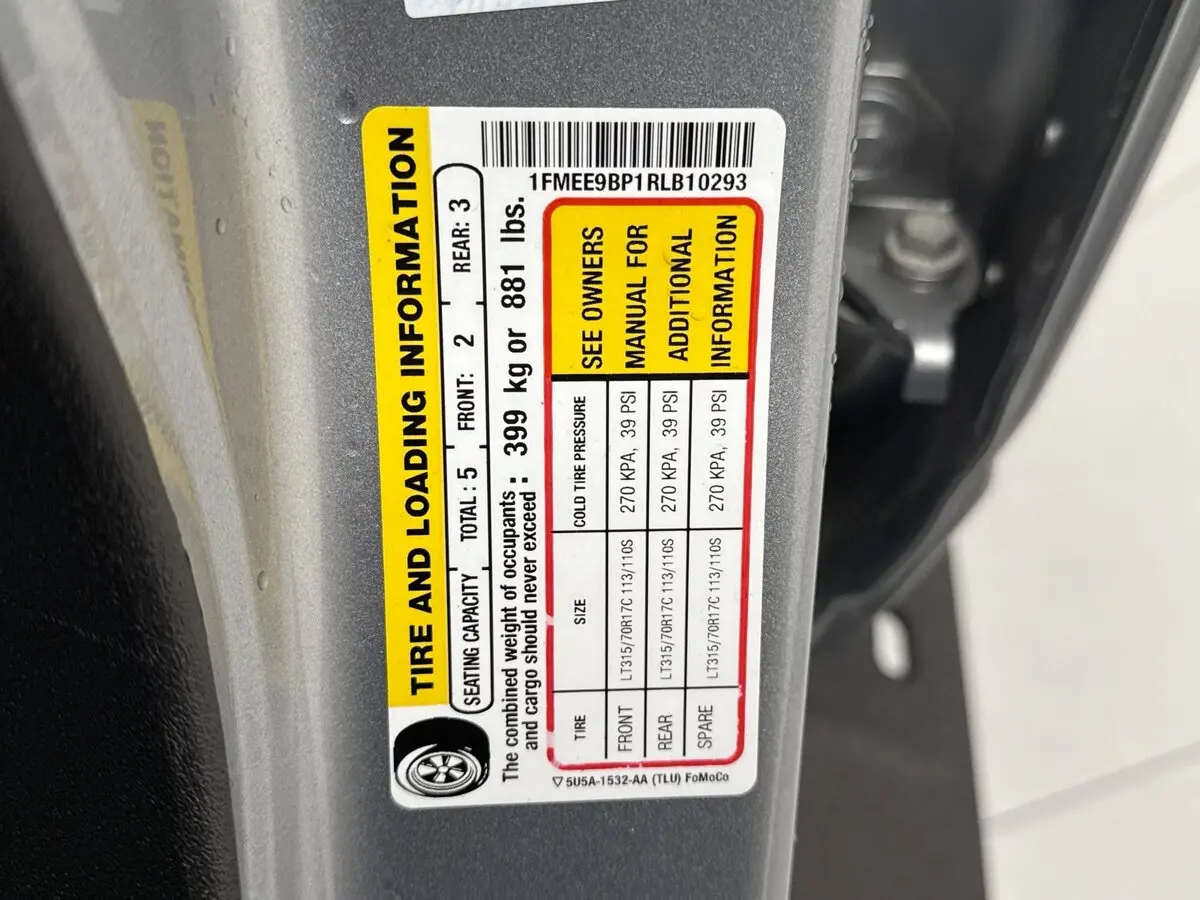 TIRE AND LOADING INFORMATION
SEATING CAPACITY TOTAL : 5 FRONT: 2 REAR: 3
The combined weight of occupants
and cargo should never exceed : 399 kg or 881 lbs.
TIRE SIZE COLD TIRE PRESSURE
FRONT LT315/70R17C 113/110S 270 KPA, 39 PSI
REAR LT315/70R17C 113/110S 270 KPA, 39 PSI
SPARE LT315/70R17C 113/110S 270 KPA, 39 PSI
SEE OWNERS
MANUAL FOR
ADDITIONAL
INFORMATION
1FMEE9BP1RLB10293
5U5A-1532-AA (TLU) FoMoCo